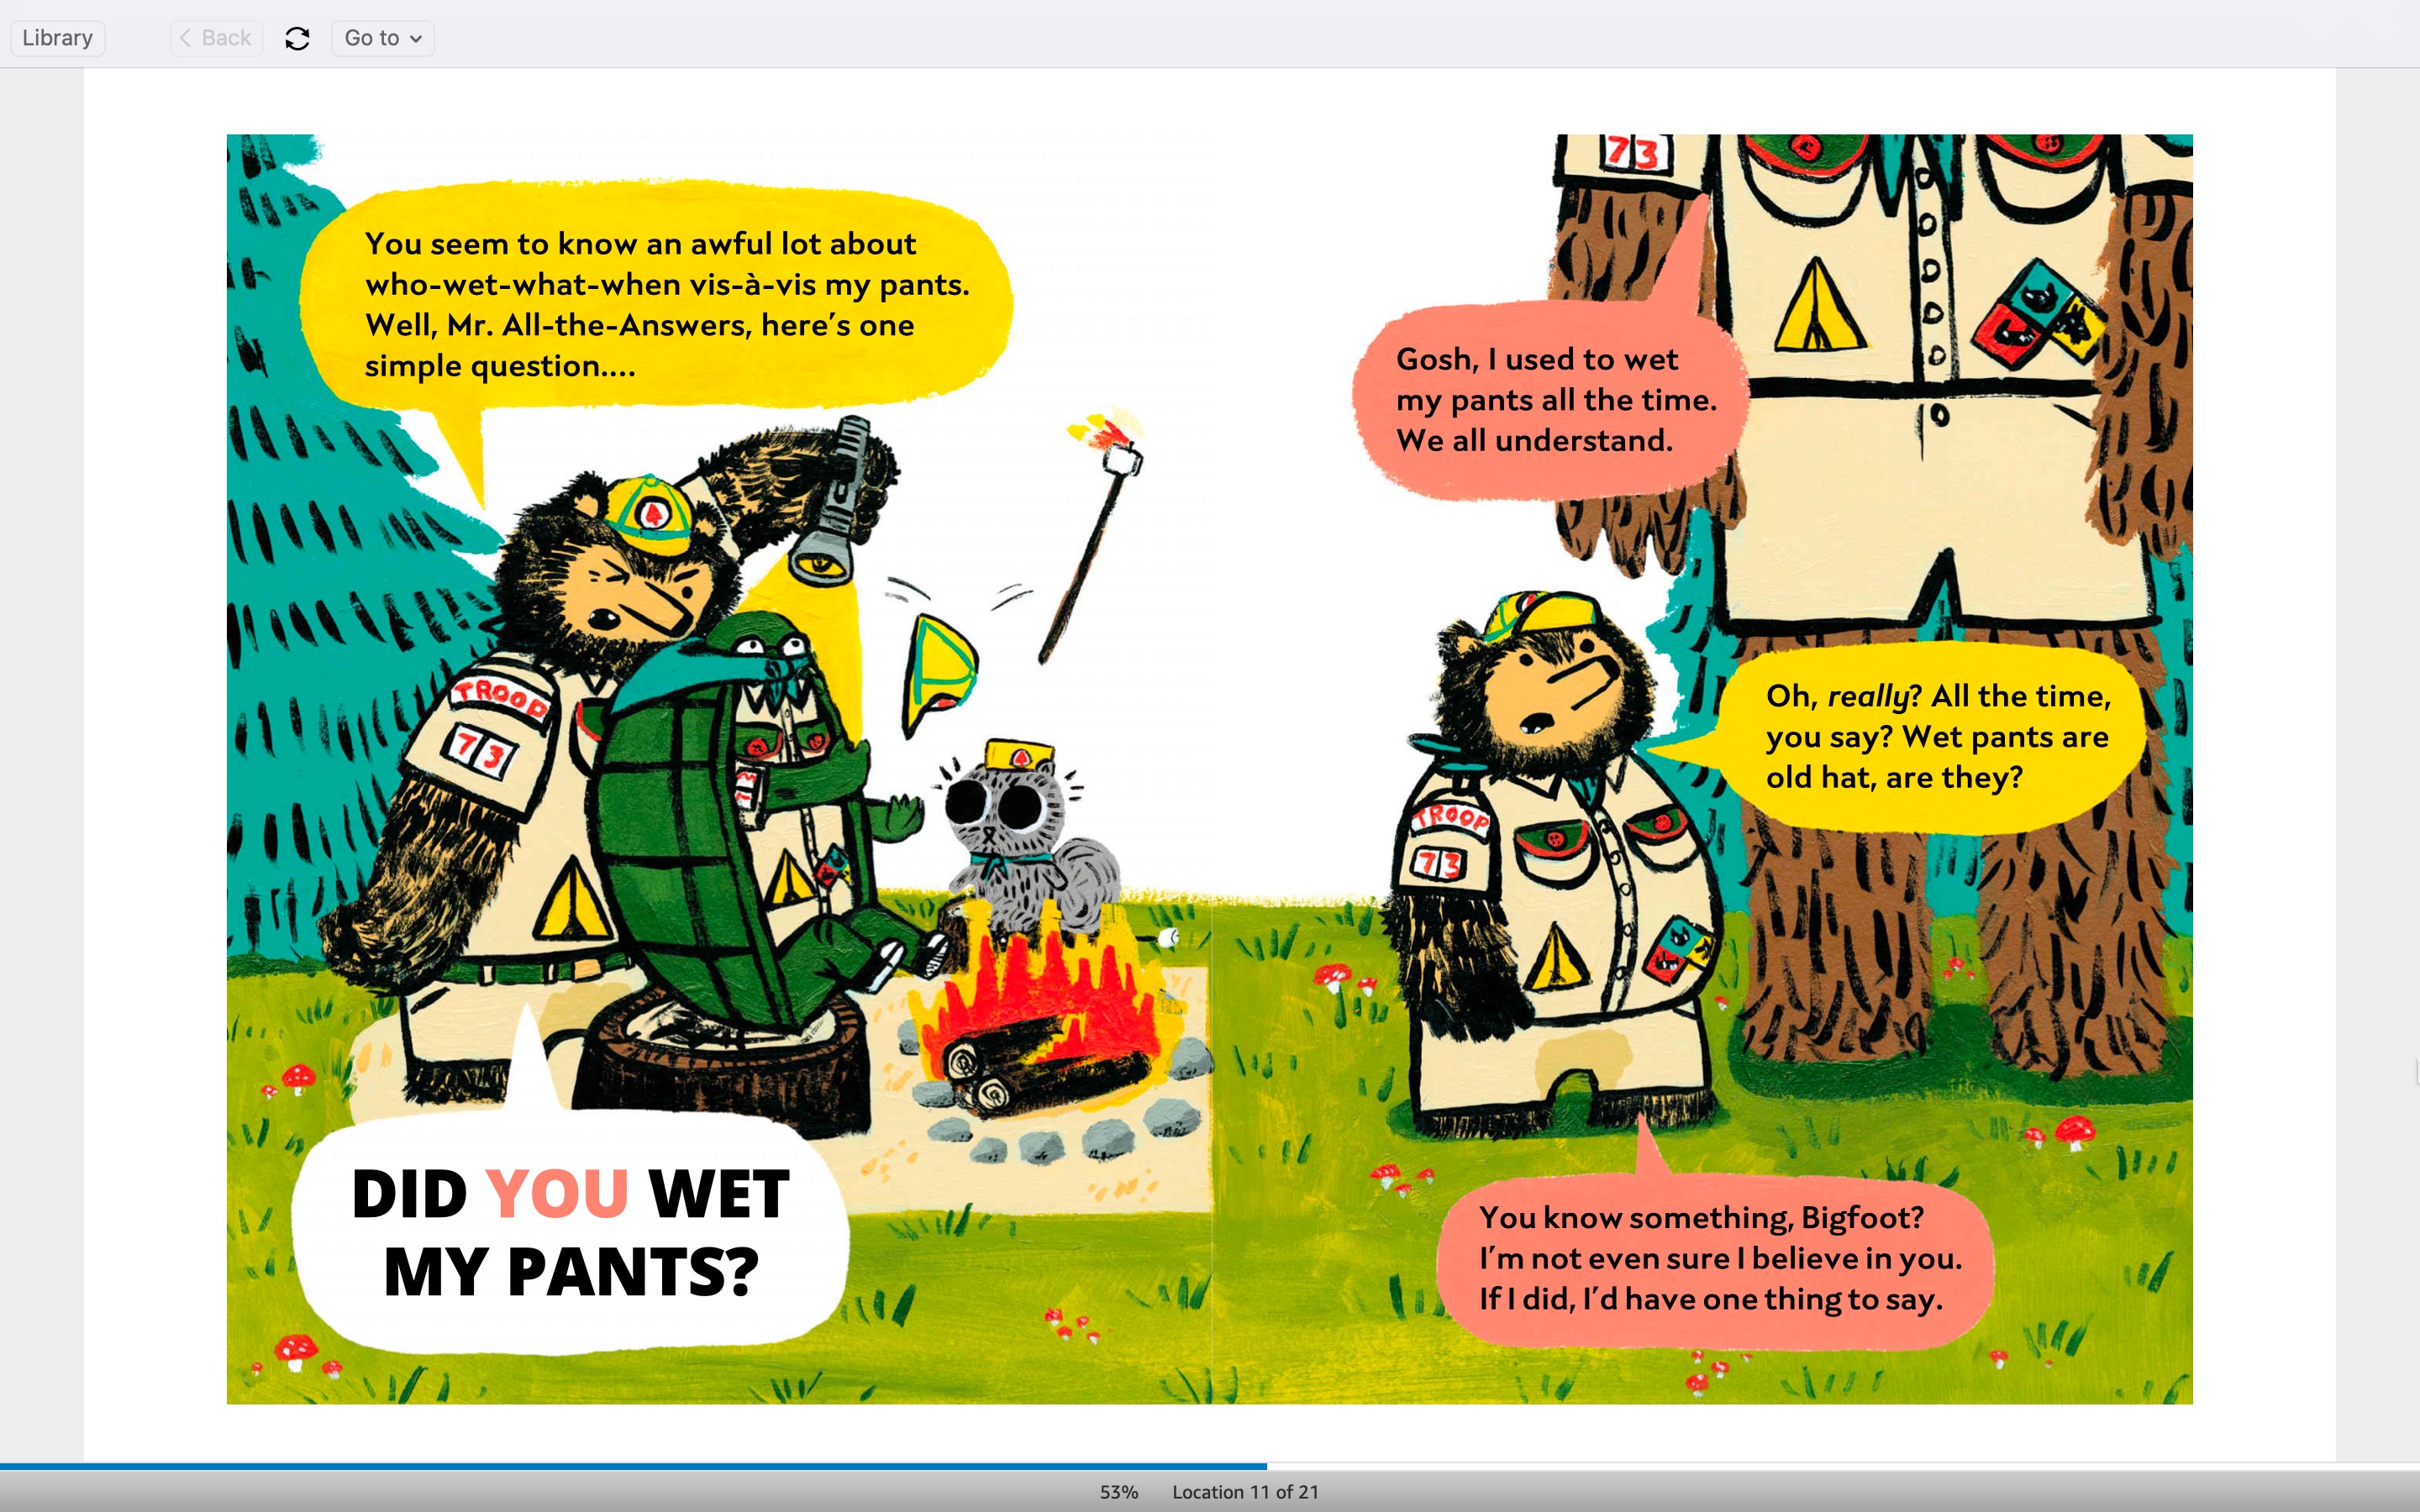 Library
Back
Go to
You seem to know an awful lot about
who-wet-what-when vis-à-vis my pants.
Well, Mr. All-the-Answers, here's one
simple question....
TROOP
73
DID YOU WET
MY PANTS?
73
Gosh, I used to wet
my pants all the time.
We all understand.
Oh, really? All the time,
you say? Wet pants are
old hat, are they?
TROOP
73
You know something, Bigfoot?
I'm not even sure I believe in you.
If I did, I'd have one thing to say.
53%
Location 11 of 21